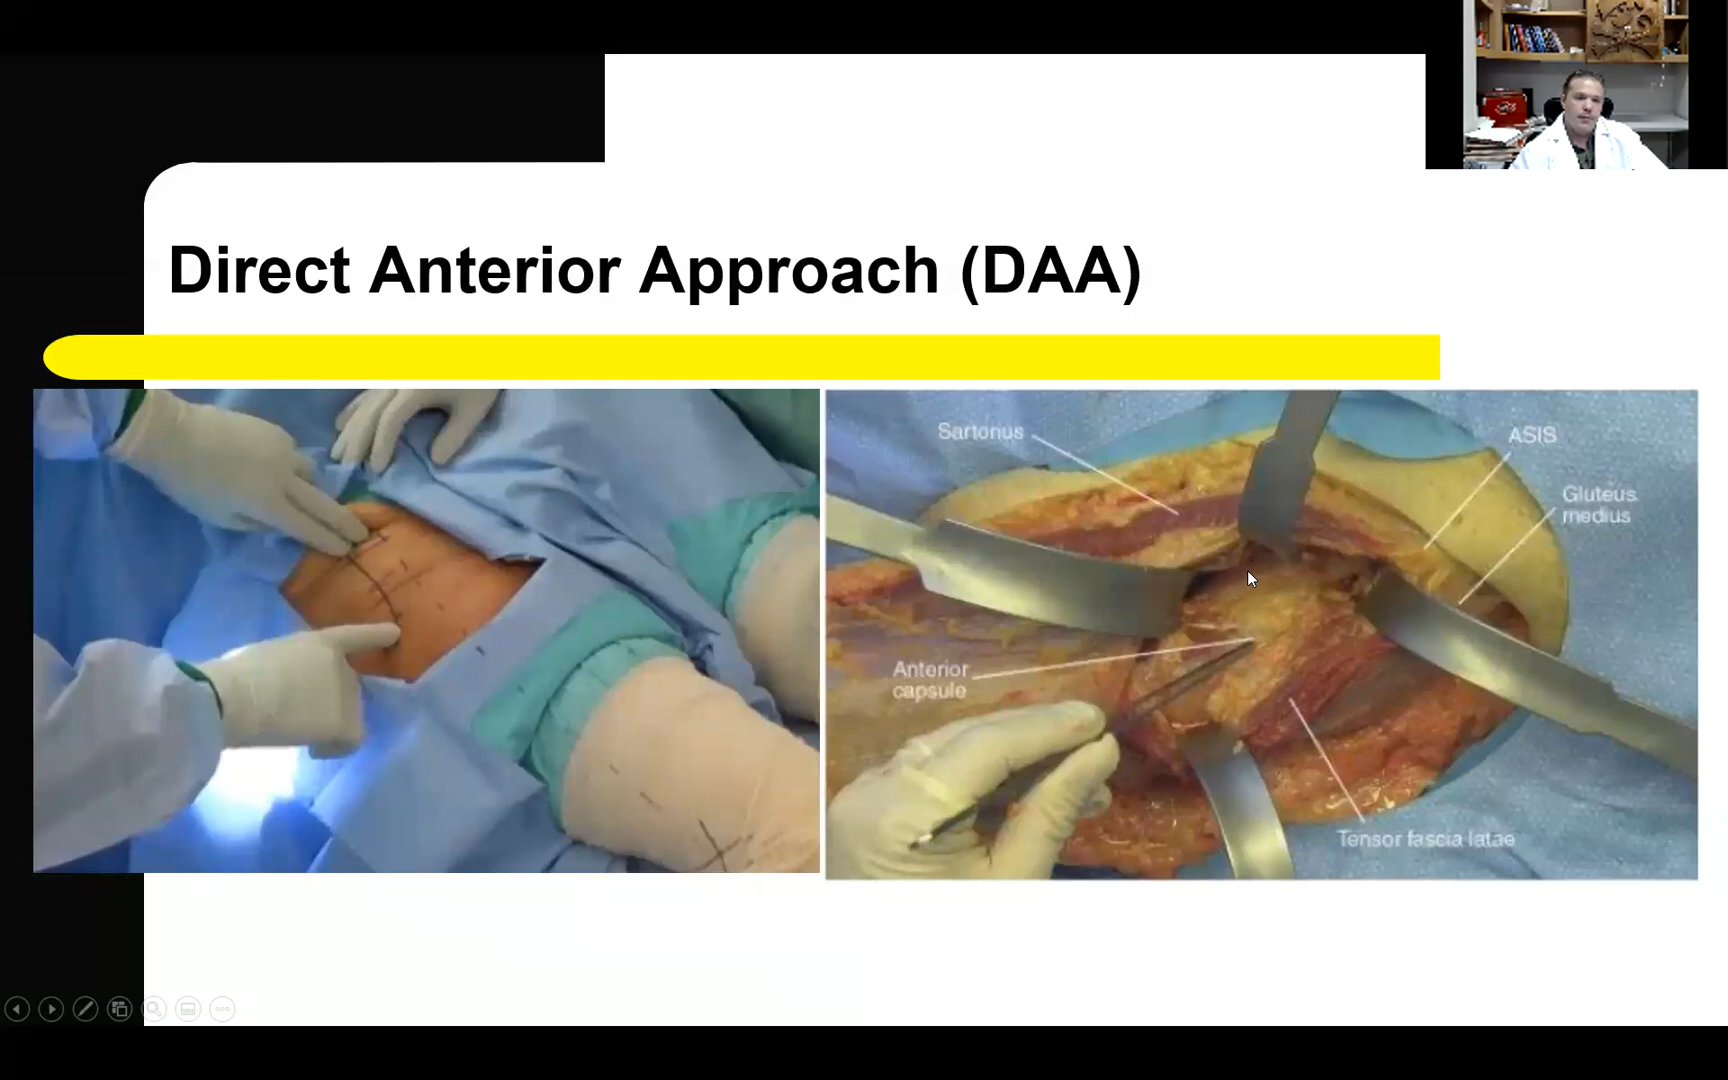 Direct Anterior Approach (DAA)
Sartorius
ASIS
Gluteus
medius
Anterior
capsule
Tensor fascia latae